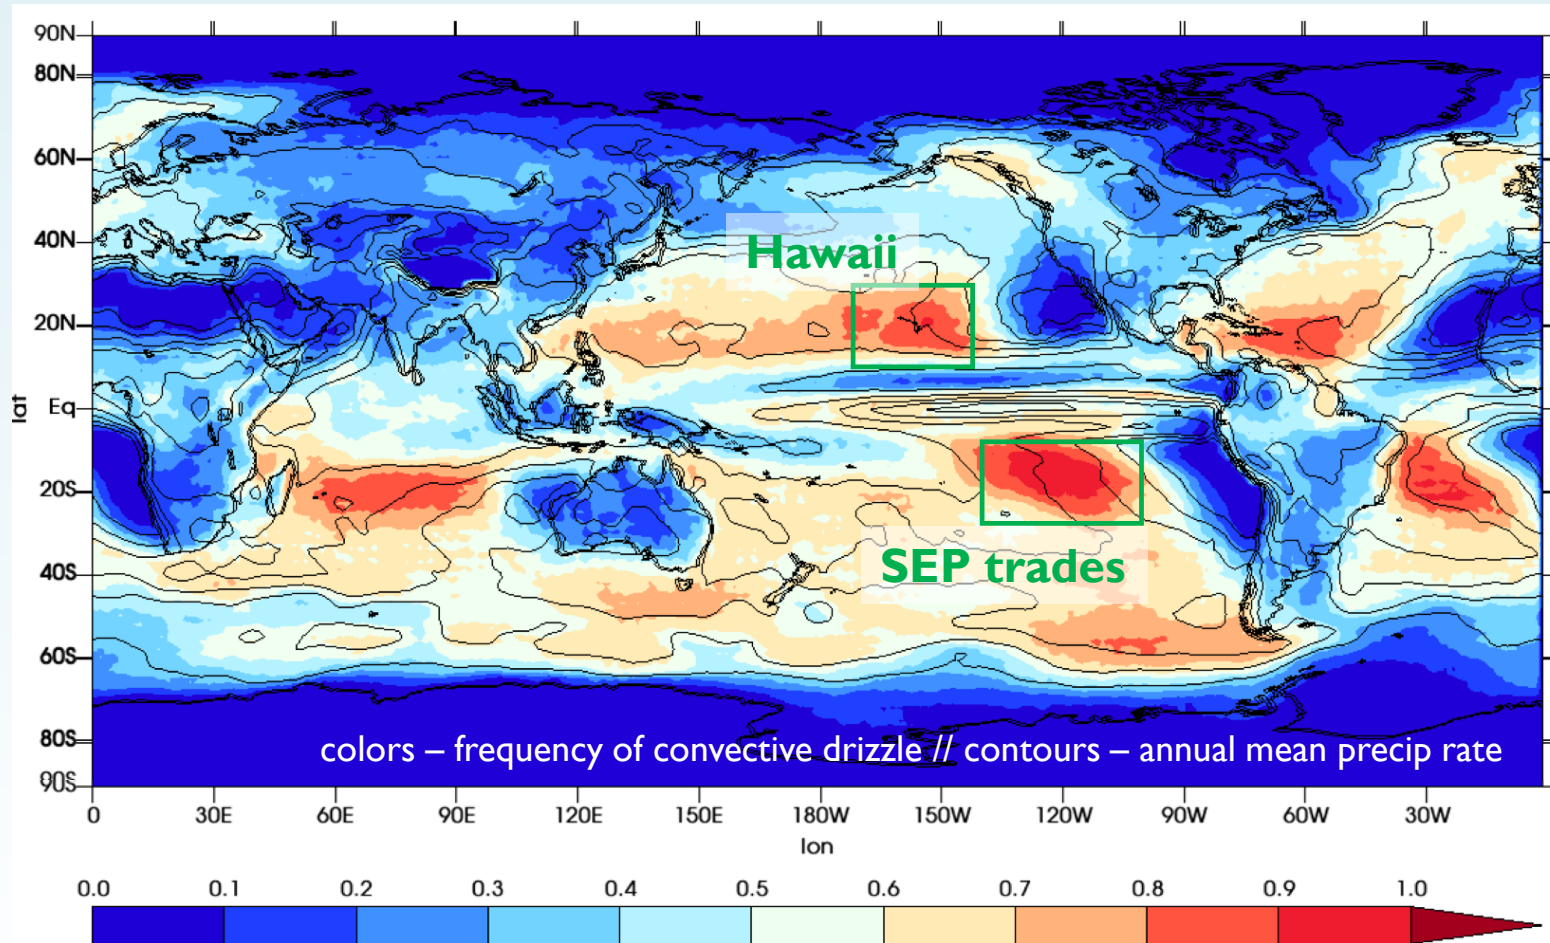 90N
80N
60N
Hawaii
40N
20N
lat
Eq
20S
SEP trades
40S
60S
80S
colors – frequency of convective drizzle // contours – annual mean precip rate
90S
0 30E 60E 90E 120E 150E 180W 150W 120W 90W 60W 30W
lon
0.0 0.1 0.2 0.3 0.4 0.5 0.6 0.7 0.8 0.9 1.0